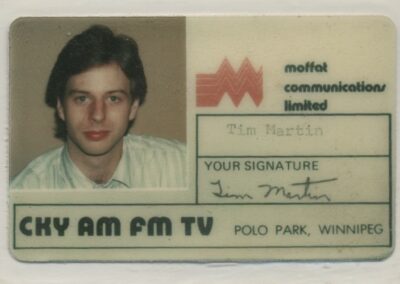 moffat
communications
limited
Tim Martin
YOUR SIGNATURE
Tim Martin
CKY AM FM TV POLO PARK, WINNIPEG